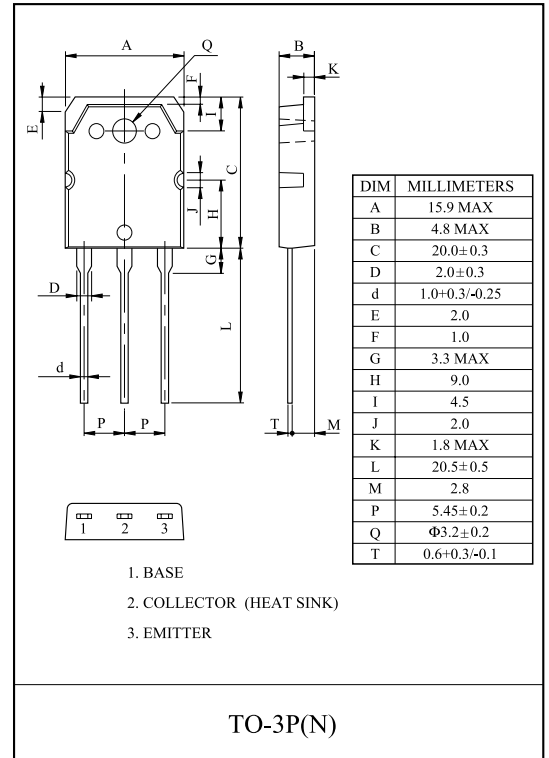 A
Q
B
F
K
E
I
C
J
H
G
D
L
d
P P
T M
DIM MILLIMETERS
A 15.9 MAX
B 4.8 MAX
C 20.0±0.3
D 2.0±0.3
d 1.0+0.3/-0.25
E 2.0
F 1.0
G 3.3 MAX
H 9.0
I 4.5
J 2.0
K 1.8 MAX
L 20.5±0.5
M 2.8
P 5.45±0.2
Q Φ3.2±0.2
T 0.6+0.3/-0.1
1 2 3
1. BASE
2. COLLECTOR (HEAT SINK)
3. EMITTER
TO-3P(N)